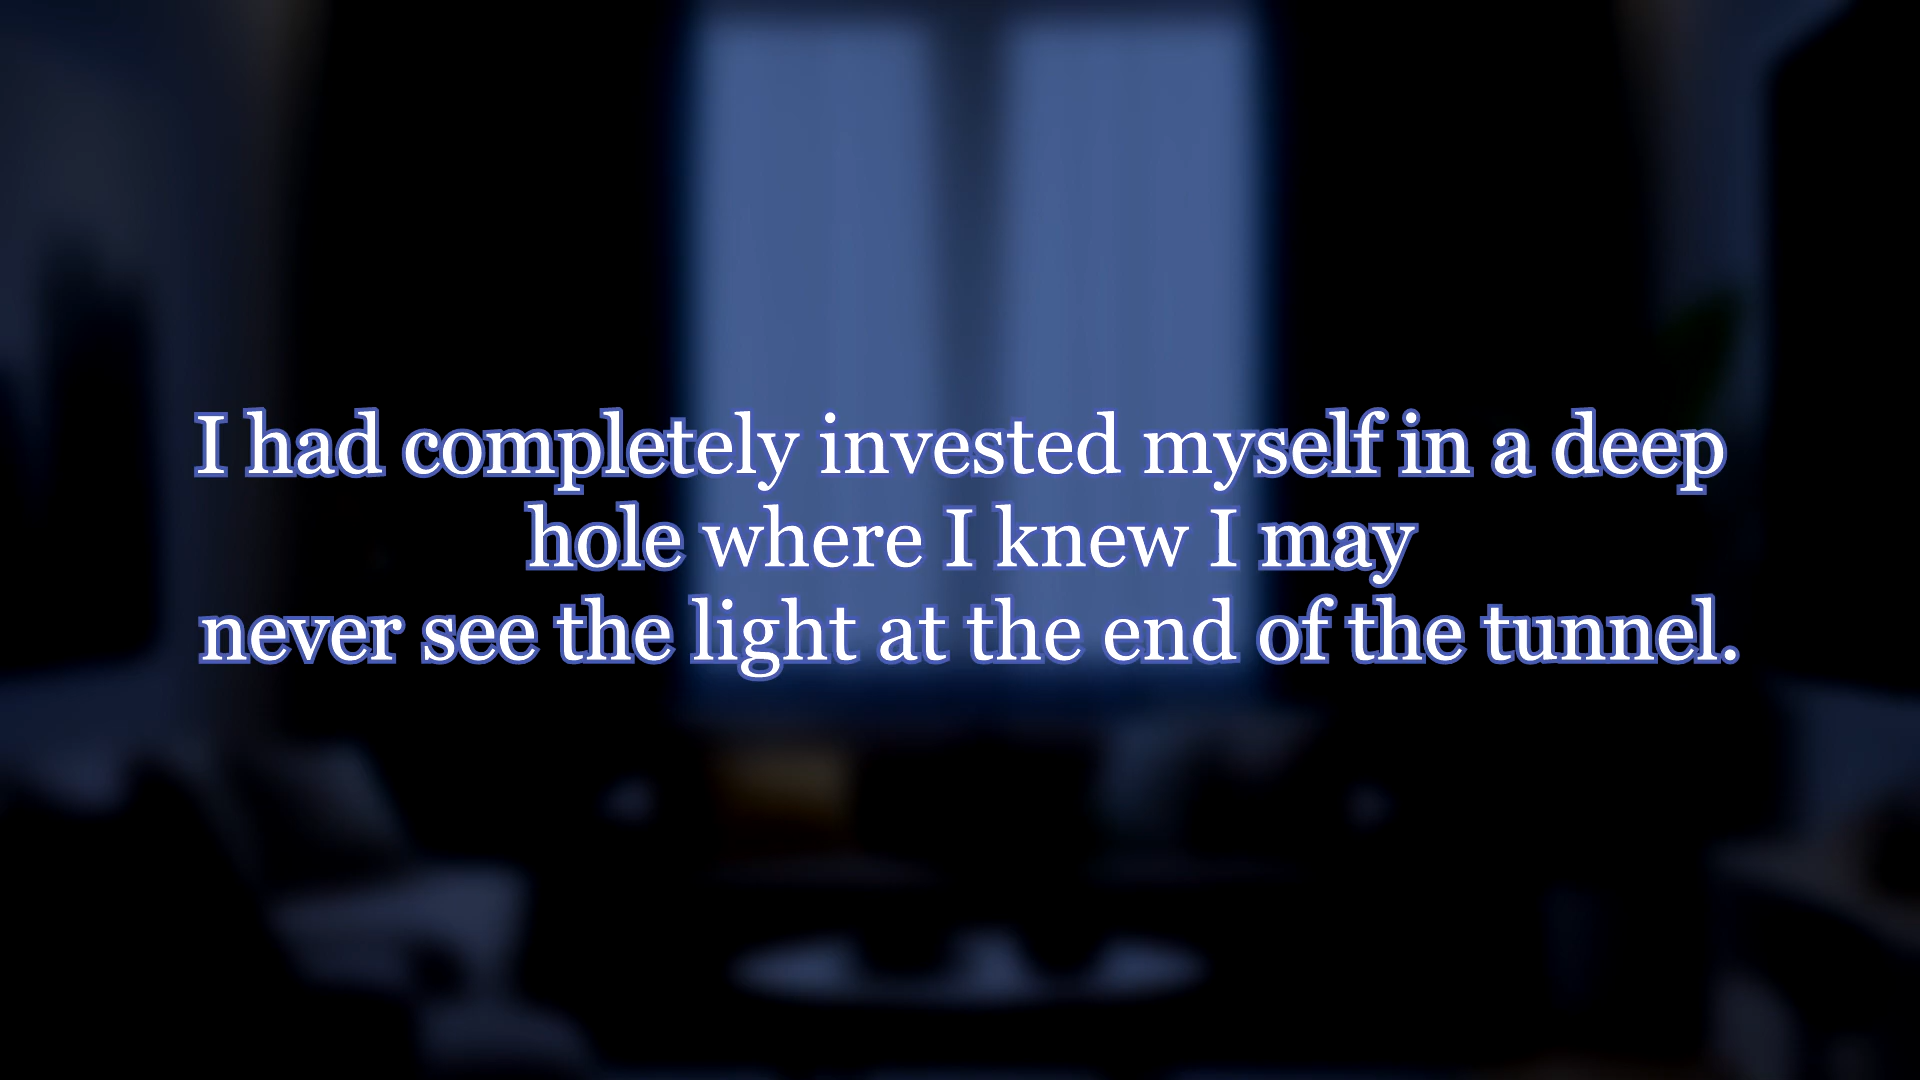 I had completely invested myself in a deep
hole where I knew I may
never see the light at the end of the tunnel.